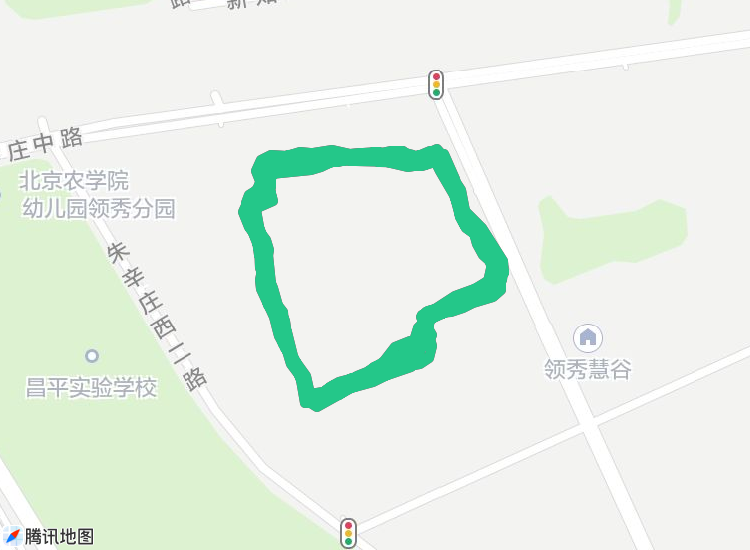 庄中路
北京农学院
幼儿园领秀分园
朱辛庄西二路
领秀慧谷
昌平实验学校
腾讯地图